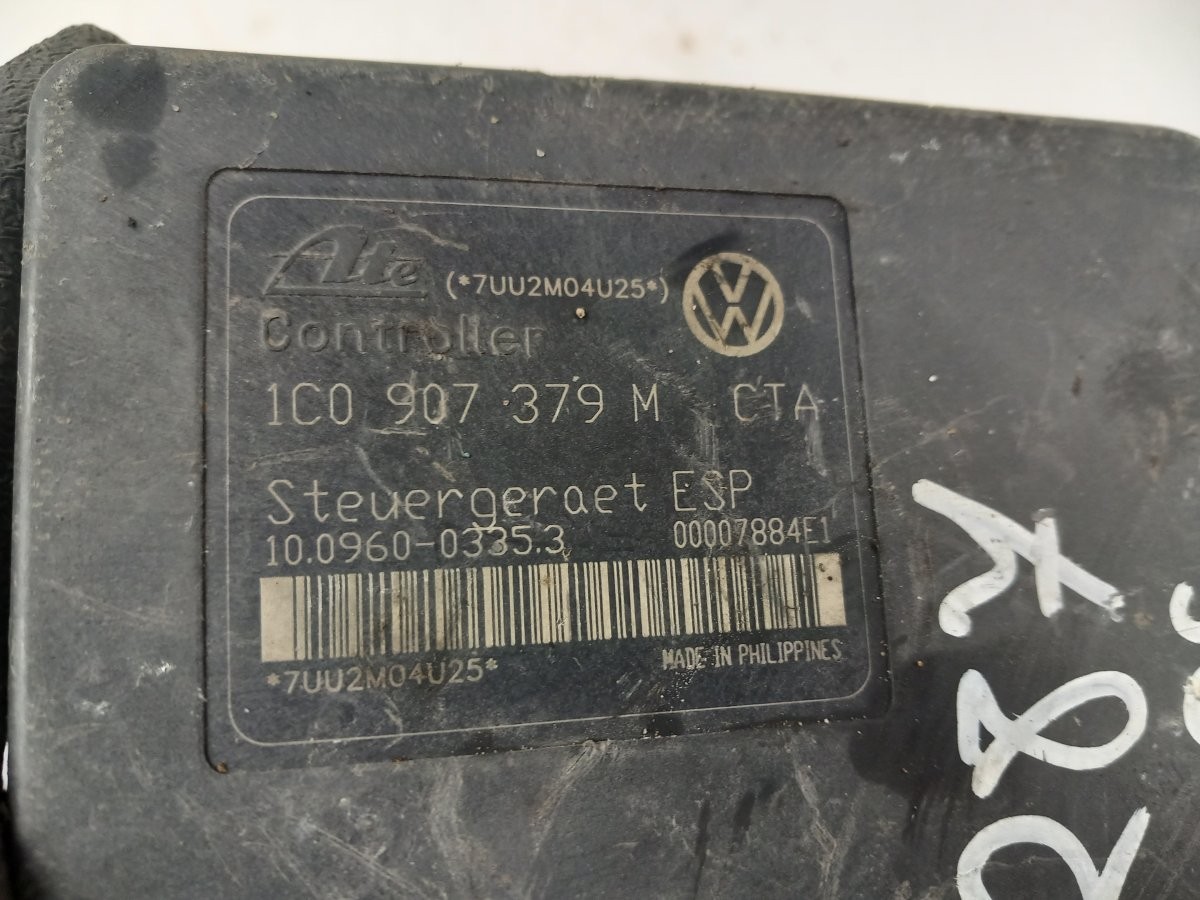 Ate (*7UU2M04U25*)
Controller
1C0 907 379 M CTA
Steuergeraet ESP
10.0960-0335.3 00007884E1
*7UU2M04U25* MADE IN PHILIPPINES